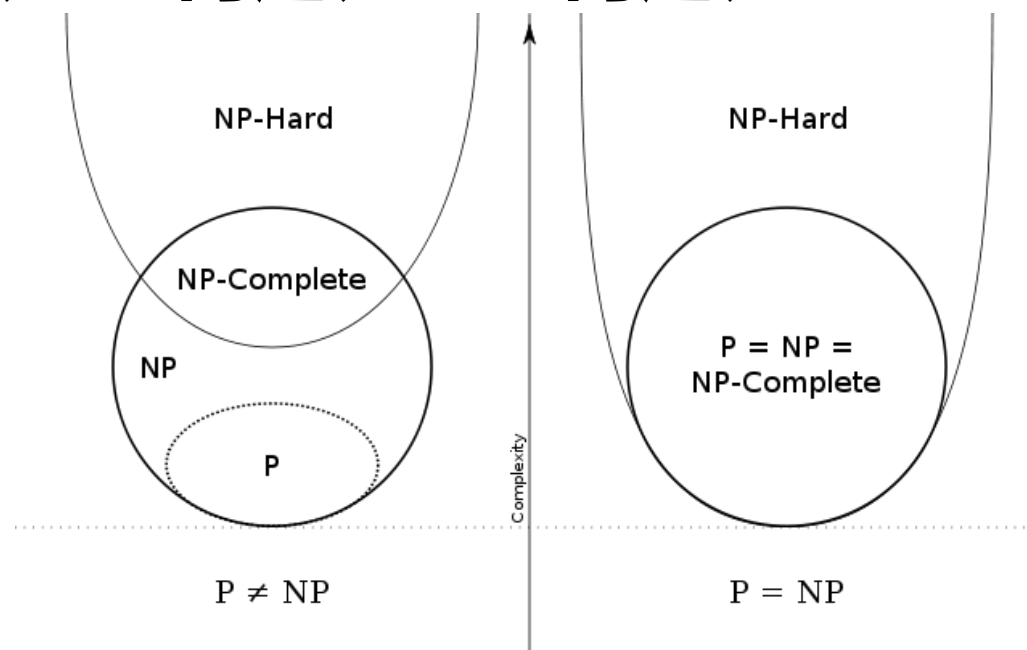 NP-Hard
NP-Complete
NP
P
P ≠ NP
Complexity
NP-Hard
P = NP =
NP-Complete
P = NP